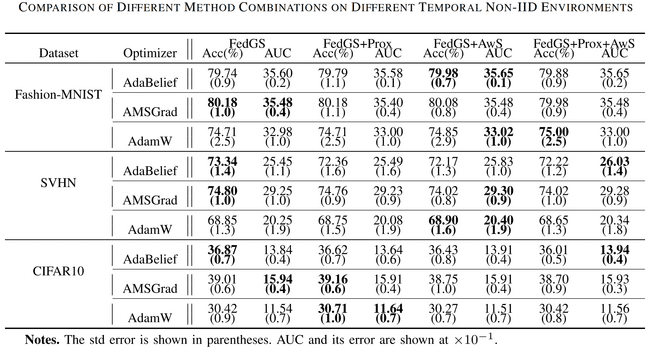 COMPARISON OF DIFFERENT METHOD COMBINATIONS ON DIFFERENT TEMPORAL NON-IID ENVIRONMENTS
Dataset Optimizer FedGS FedGS+Prox FedGS+AwS FedGS+Prox+AwS
Acc(%) AUC Acc(%) AUC Acc(%) AUC Acc(%) AUC
Fashion-MNIST
AdaBelief 79.74 35.60 79.79 35.58 79.98 35.65 79.88 35.65
(1.0) (0.2) (1.1) (0.1) (0.7) (0.1) (0.9) (0.2)
AMSGrad 80.18 35.48 80.18 35.40 80.08 35.48 79.98 35.48
(1.0) (0.4) (1.1) (0.4) (0.8) (0.4) (0.9) (0.4)
AdamW 74.71 32.98 74.71 33.00 74.85 33.02 75.00 33.00
(2.5) (1.0) (2.5) (1.0) (2.9) (1.0) (2.5) (1.0)
SVHN
AdaBelief 73.34 25.45 72.36 25.49 72.17 25.83 72.22 26.03
(1.4) (1.1) (1.6) (1.6) (1.3) (1.0) (1.2) (1.4)
AMSGrad 74.80 29.25 74.76 29.23 74.02 29.30 74.02 29.28
(1.0) (1.0) (0.9) (0.9) (0.8) (0.9) (1.0) (0.9)
AdamW 68.85 20.25 68.75 20.08 68.90 20.40 68.65 20.34
(1.3) (1.9) (1.5) (1.9) (1.6) (1.9) (1.3) (1.8)
CIFAR10
AdaBelief 36.87 13.84 36.62 13.64 36.43 13.91 36.01 13.94
(0.7) (0.4) (0.7) (0.6) (0.8) (0.4) (0.5) (0.4)
AMSGrad 39.01 15.94 39.16 15.91 38.75 15.91 38.70 15.93
(0.6) (0.4) (0.6) (0.4) (1.0) (0.4) (0.9) (0.3)
AdamW 30.42 11.54 30.71 11.64 30.27 11.51 30.42 11.56
(0.9) (0.7) (1.0) (0.7) (0.7) (0.7) (0.8) (0.7)
Notes. The std error is shown in parentheses. AUC and its error are shown at ×10⁻¹.